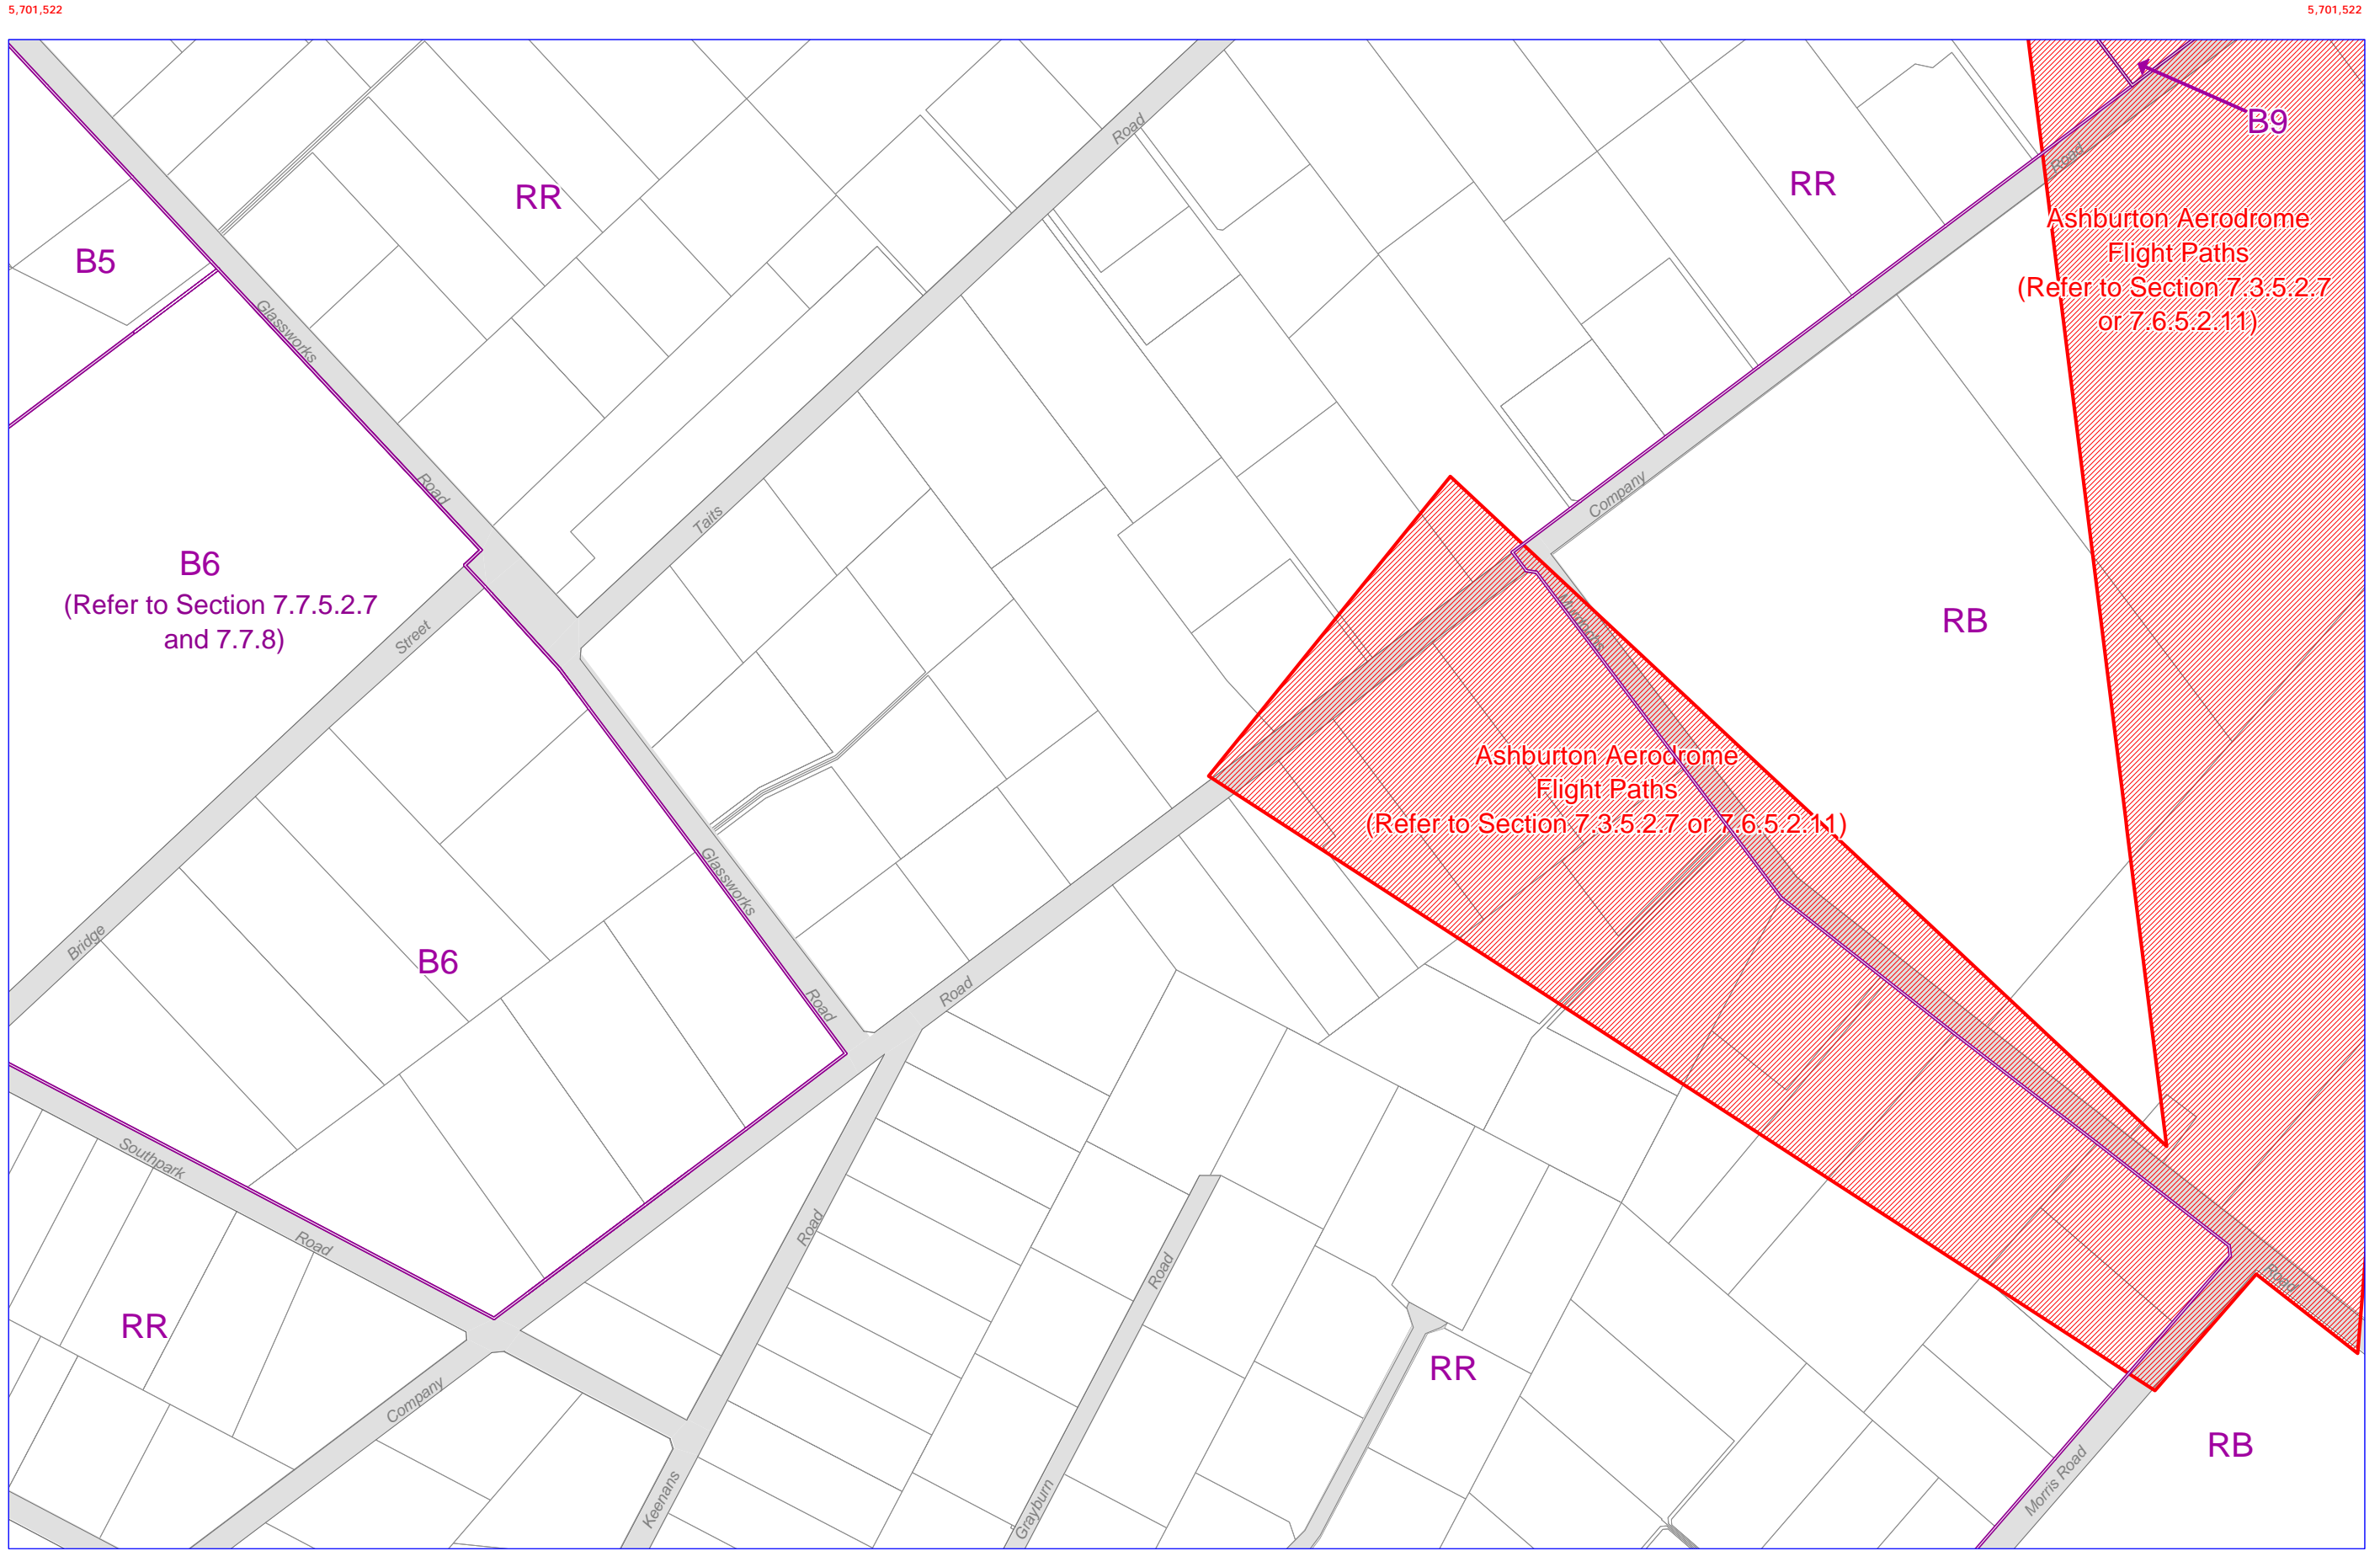 5,701,522
5,701,522
B9
Road
Road
RR
RR
Ashburton Aerodrome
Flight Paths
(Refer to Section 7.3.5.2.7
or 7.6.5.2.11)
B5
Glassworks
Road
Company
Taits
B6
(Refer to Section 7.7.5.2.7
and 7.7.8)
Street
Murdochs
RB
Ashburton Aerodrome
Flight Paths
(Refer to Section 7.3.5.2.7 or 7.6.5.2.11)
Glassworks
Bridge
B6
Road
Road
Southpark
Road
Road
Road
Road
RR
RR
Company
RB
Keenans
Grayburn
Morris Road